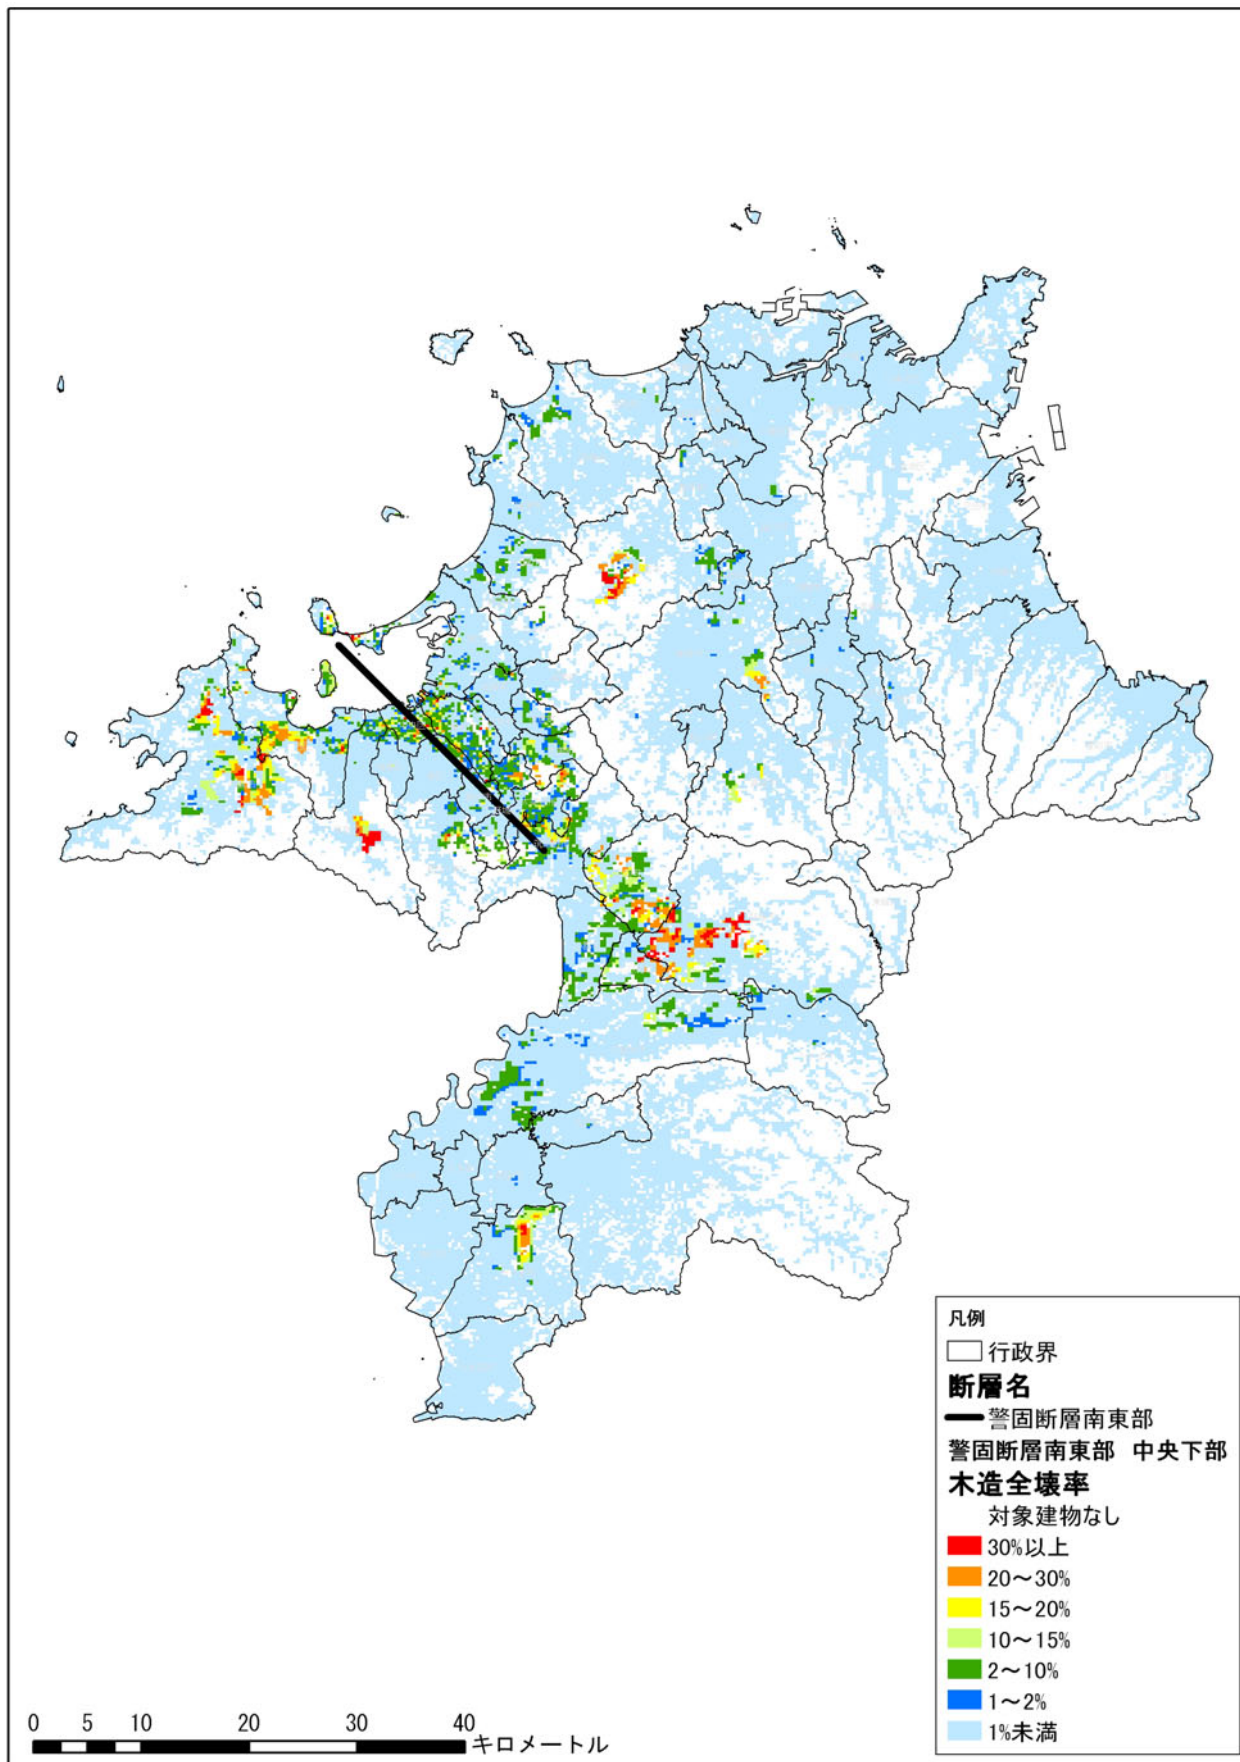 凡例
行政界
断層名
警固断層南東部
警固断層南東部 中央下部
木造全壊率
対象建物なし
30%以上
20～30%
15～20%
10～15%
2～10%
1～2%
1%未満
0 5 10 20 30 40
キロメートル